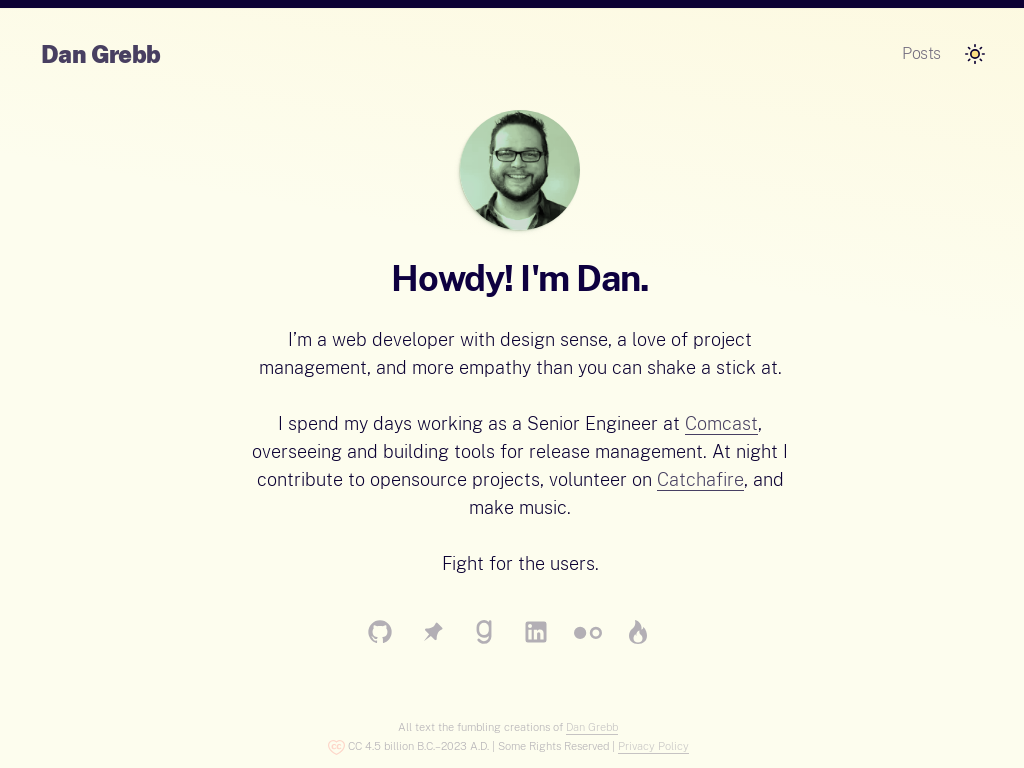 Dan Grebb
Posts
Howdy! I'm Dan.
I’m a web developer with design sense, a love of project
management, and more empathy than you can shake a stick at.
I spend my days working as a Senior Engineer at Comcast,
overseeing and building tools for release management. At night I
contribute to opensource projects, volunteer on Catchafire, and
make music.
Fight for the users.
All text the fumbling creations of Dan Grebb
CC 4.5 billion B.C.–2023 A.D. | Some Rights Reserved | Privacy Policy